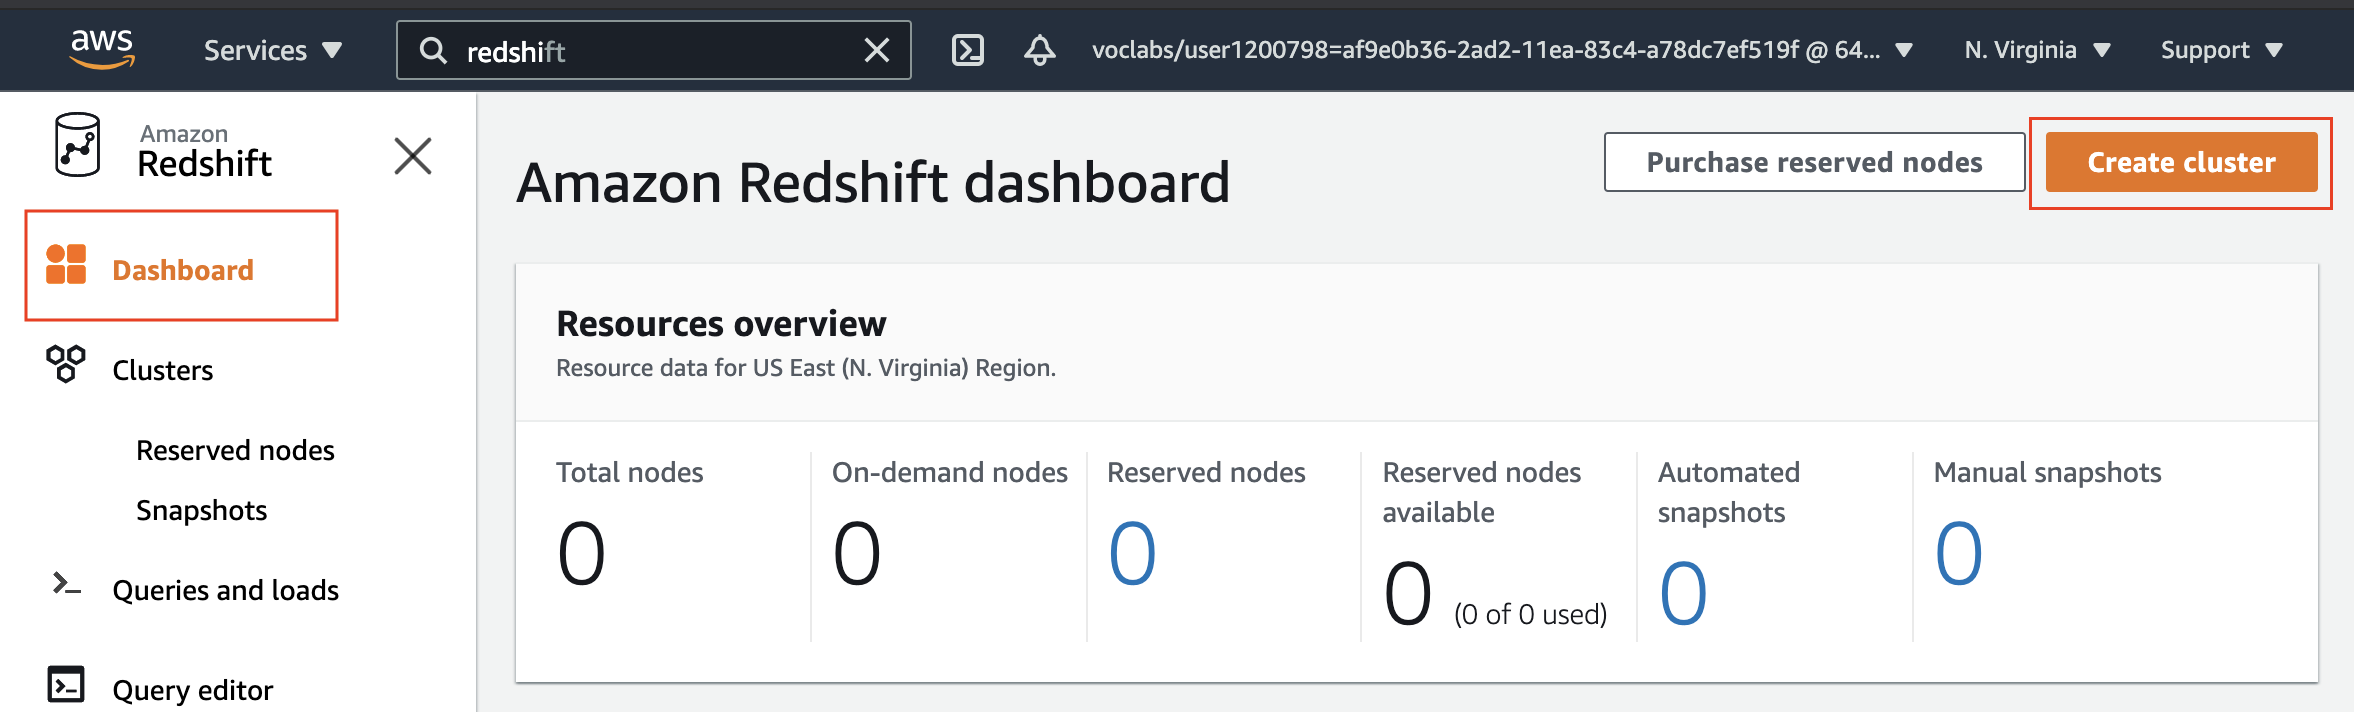 aws
Services
redshift
voclabs/user1200798=af9e0b36-2ad2-11ea-83c4-a78dc7ef519f @ 64...
N. Virginia
Support
Amazon
Redshift
Dashboard
Clusters
Reserved nodes
Snapshots
Queries and loads
Query editor
Amazon Redshift dashboard
Purchase reserved nodes
Create cluster
Resources overview
Resource data for US East (N. Virginia) Region.
Total nodes
0
On-demand nodes
0
Reserved nodes
0
Reserved nodes
available
0 (0 of 0 used)
Automated
snapshots
0
Manual snapshots
0